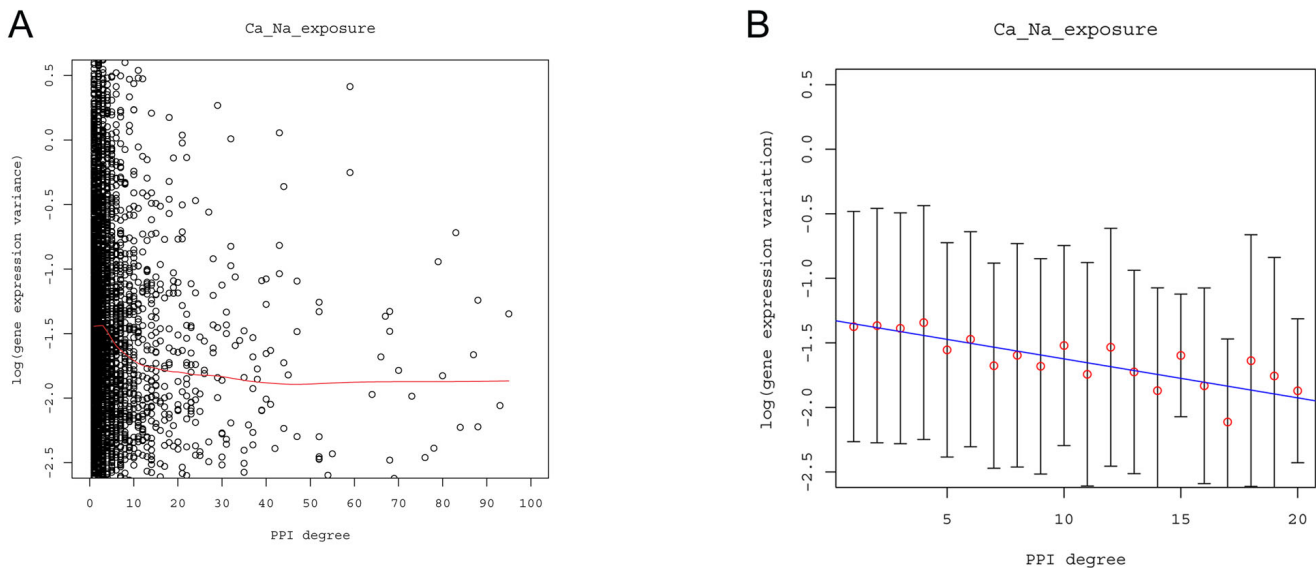 A
Ca_Na_exposure
log(gene expression variance)
0.5
0.0
-0.5
-1.0
-1.5
-2.0
-2.5
0 10 20 30 40 50 60 70 80 90 100
PPI degree
B
Ca_Na_exposure
log(gene expression variation)
0.5
0.0
-0.5
-1.0
-1.5
-2.0
-2.5
5 10 15 20
PPI degree